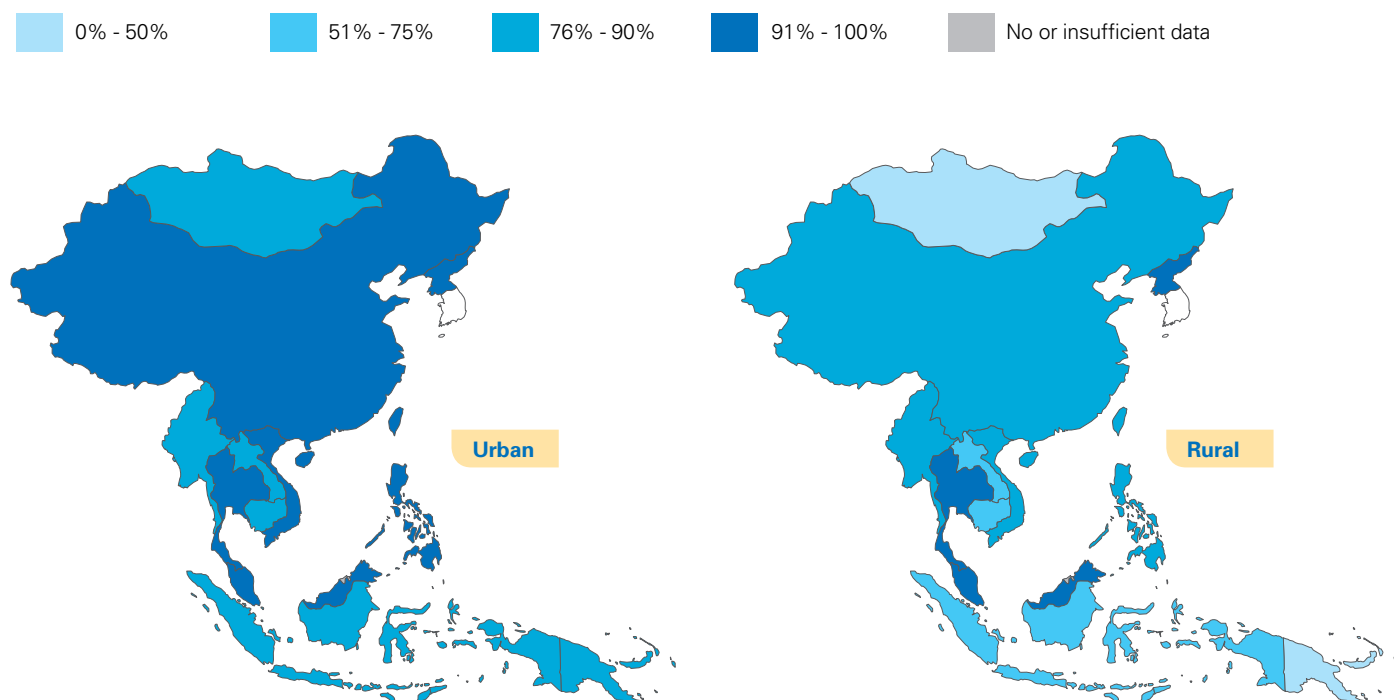 0% - 50%
51% - 75%
76% - 90%
91% - 100%
No or insufficient data
Urban
Rural